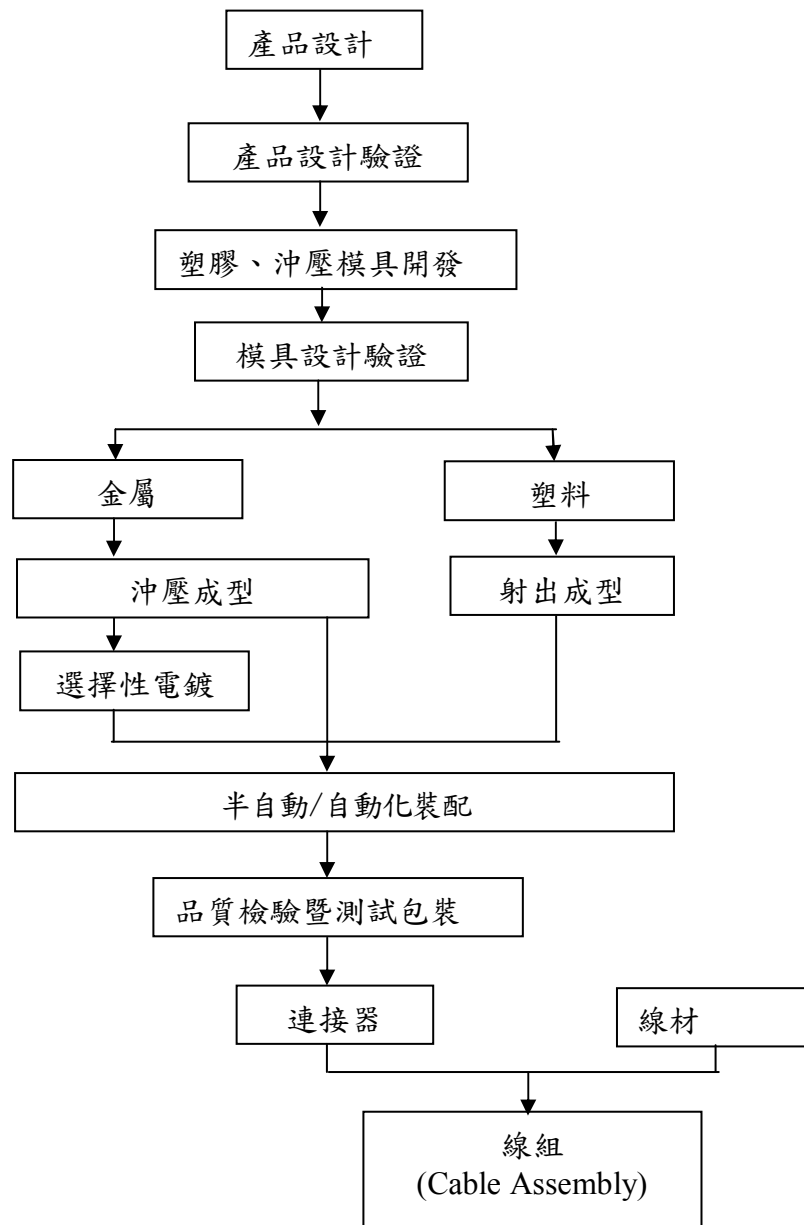 產品設計
產品設計驗證
塑膠、沖壓模具開發
模具設計驗證
金屬
塑料
沖壓成型
射出成型
選擇性電鍍
半自動/自動化裝配
品質檢驗暨測試包裝
連接器
線材
線組
(Cable Assembly)